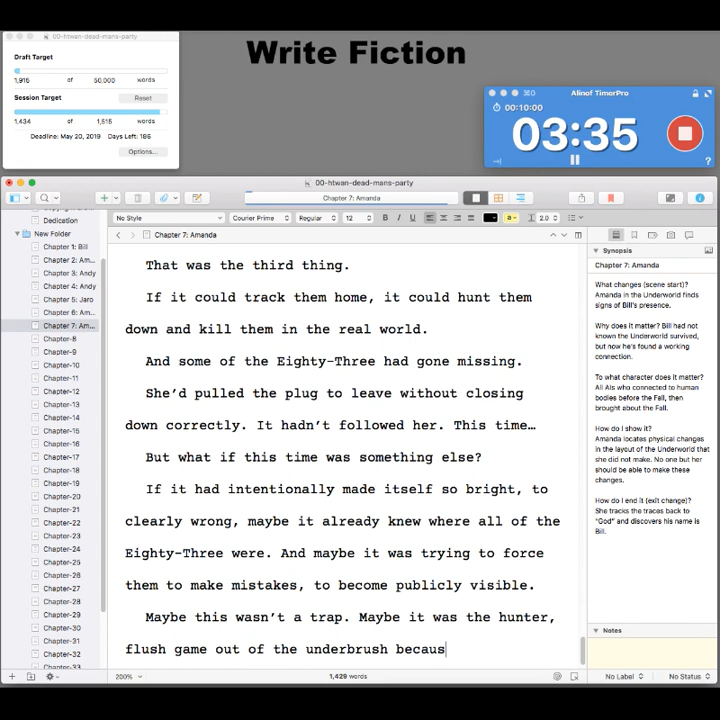 00-htwan-dead-mans-party
Write Fiction
Draft Target
1,915 of 50,000 words
Session Target
Reset
1,434 of 1,515 words
Deadline: May 20, 2019 Days Left: 186
Options...
⌘0 Alinof TimerPro
00:10:00
03:35
?
00-htwan-dead-mans-party
Chapter 7: Amanda
No Style Courier Prime Regular 12 B I U a 2.0
Chapter 7: Amanda
Dedication
New Folder
Chapter 1: Bill
Chapter 2: Am...
Chapter 3: Andy
Chapter 4: Andy
Chapter 5: Jaro
Chapter 6: Am...
Chapter 7: Am...
Chapter-8
Chapter-9
Chapter-10
Chapter-11
Chapter-12
Chapter-13
Chapter-14
Chapter-15
Chapter-16
Chapter-17
Chapter-18
Chapter-19
Chapter-20
Chapter-21
Chapter-22
Chapter-23
Chapter-24
Chapter-25
Chapter-26
Chapter-27
Chapter-28
Chapter-29
Chapter-30
Chapter-31
Chapter-32
Chapter-33
That was the third thing.
If it could track them home, it could hunt them
down and kill them in the real world.
And some of the Eighty-Three had gone missing.
She’d pulled the plug to leave without closing
down correctly. It hadn’t followed her. This time…
But what if this time was something else?
If it had intentionally made itself so bright, to
clearly wrong, maybe it already knew where all of the
Eighty-Three were. And maybe it was trying to force
them to make mistakes, to become publicly visible.
Maybe this wasn’t a trap. Maybe it was the hunter,
flush game out of the underbrush becaus
200% 1,429 words
Synopsis
Chapter 7: Amanda
What changes (scene start)?
Amanda in the Underworld finds
signs of Bill's presence.
Why does it matter? Bill had not
known the Underworld survived,
but now he's found a working
connection.
To what character does it matter?
All AIs who connected to human
bodies before the Fall, then
brought about the Fall.
How do I show it?
Amanda locates physical changes
in the layout of the Underworld that
she did not make. No one but her
should be able to make these
changes.
How do I end it (exit change)?
She tracks the traces back to
"God" and discovers his name is
Bill.
Notes
No Label No Status